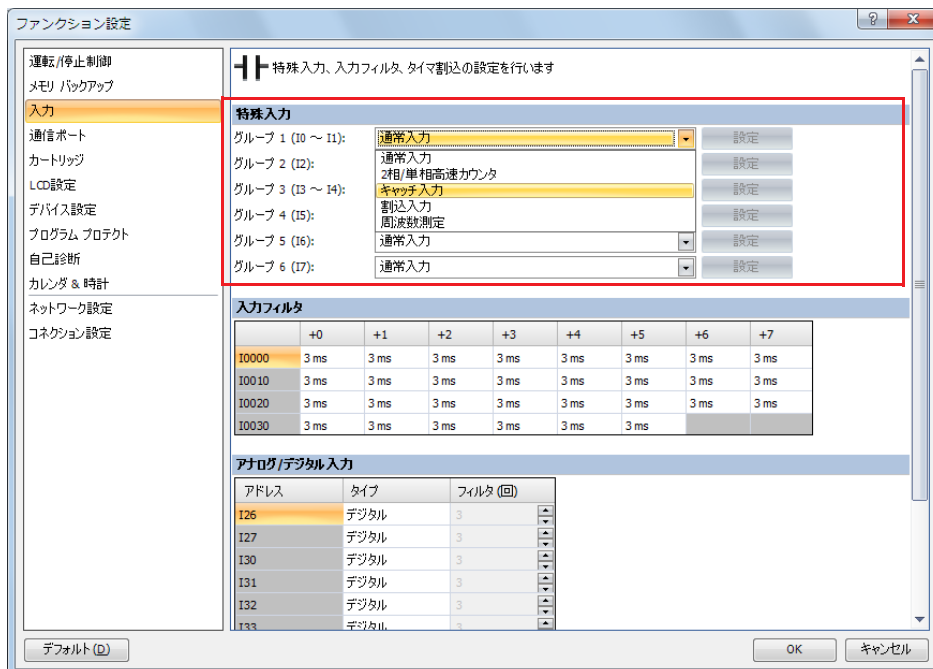 ファンクション設定
運転/停止制御
メモリ バックアップ
入力
通信ポート
カートリッジ
LCD設定
デバイス設定
プログラム プロテクト
自己診断
カレンダ & 時計
ネットワーク設定
コネクション設定
特殊入力、入力フィルタ、タイマ割込の設定を行います
特殊入力
グループ 1 (I0 ～ I1): 通常入力 設定
グループ 2 (I2): 設定
グループ 3 (I3 ～ I4): 設定
グループ 4 (I5): 設定
通常入力
2相/単相高速カウンタ
キャッチ入力
割込入力
周波数測定
グループ 5 (I6): 通常入力 設定
グループ 6 (I7): 通常入力 設定
入力フィルタ
+0 +1 +2 +3 +4 +5 +6 +7
I0000 3 ms 3 ms 3 ms 3 ms 3 ms 3 ms 3 ms 3 ms
I0010 3 ms 3 ms 3 ms 3 ms 3 ms 3 ms 3 ms 3 ms
I0020 3 ms 3 ms 3 ms 3 ms 3 ms 3 ms 3 ms 3 ms
I0030 3 ms 3 ms 3 ms 3 ms 3 ms 3 ms
アナログ/デジタル入力
アドレス タイプ フィルタ (回)
I26 デジタル 3
I27 デジタル 3
I30 デジタル 3
I31 デジタル 3
I32 デジタル 3
I33 デジタル 3
デフォルト(D) OK キャンセル